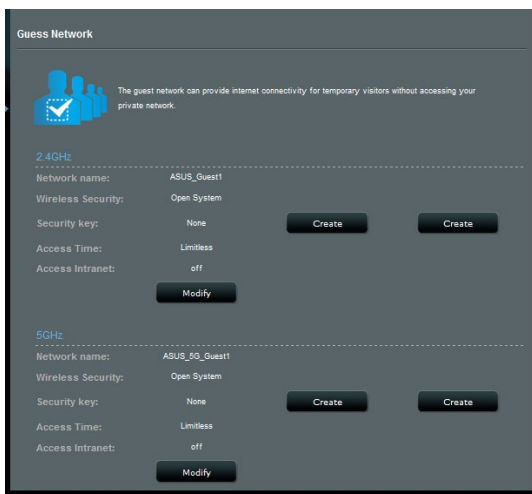 Guess Network
The guest network can provide internet connectivity for temporary visitors without accessing your
private network.
2.4GHz
Network name: ASUS_Guest1
Wireless Security: Open System
Security key: None Create Create
Access Time: Limitless
Access Intranet: off
Modify
5GHz
Network name: ASUS_5G_Guest1
Wireless Security: Open System
Security key: None Create Create
Access Time: Limitless
Access Intranet: off
Modify